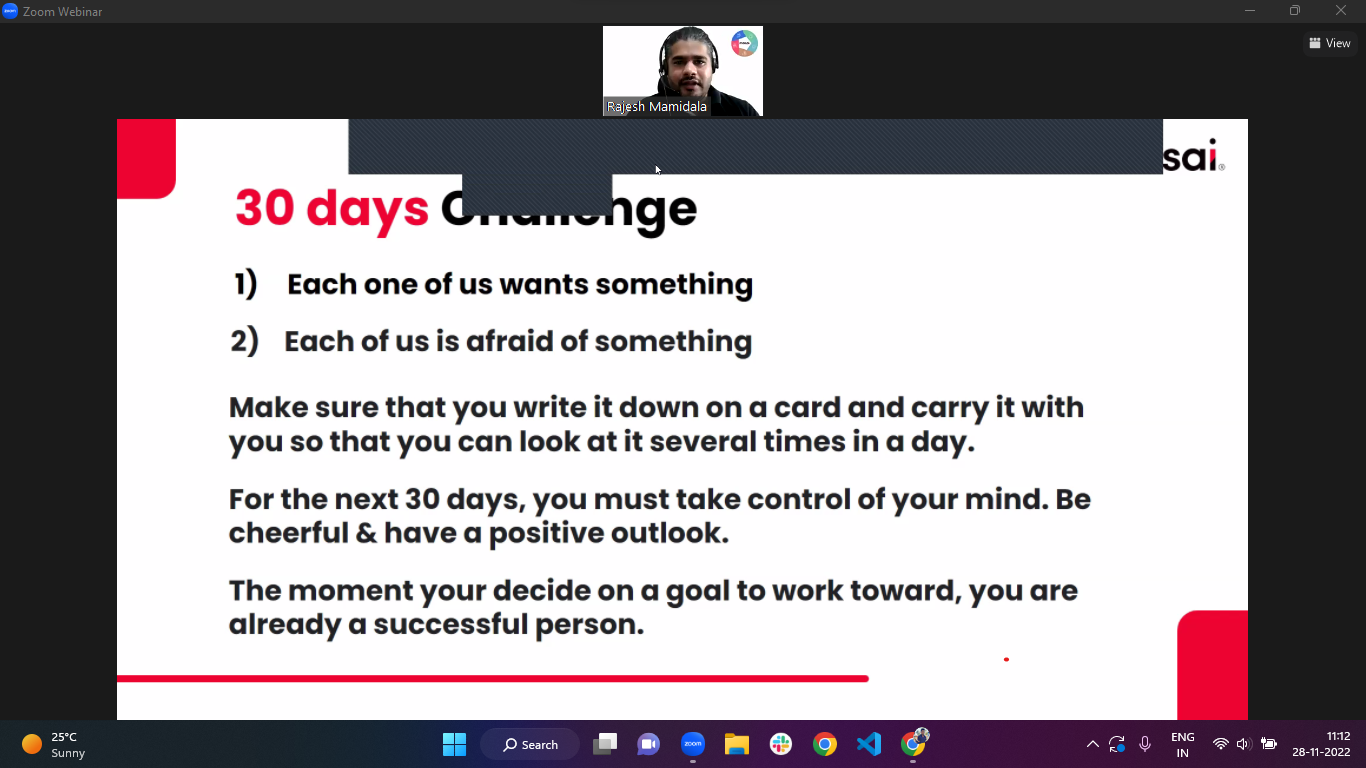 Zoom Webinar
View
Rajesh Mamidala
sai
30 days Challenge
1) Each one of us wants something
2) Each of us is afraid of something
Make sure that you write it down on a card and carry it with
you so that you can look at it several times in a day.
For the next 30 days, you must take control of your mind. Be
cheerful & have a positive outlook.
The moment your decide on a goal to work toward, you are
already a successful person.
25°C
Sunny
Search
zoom
ENG
IN
11:12
28-11-2022